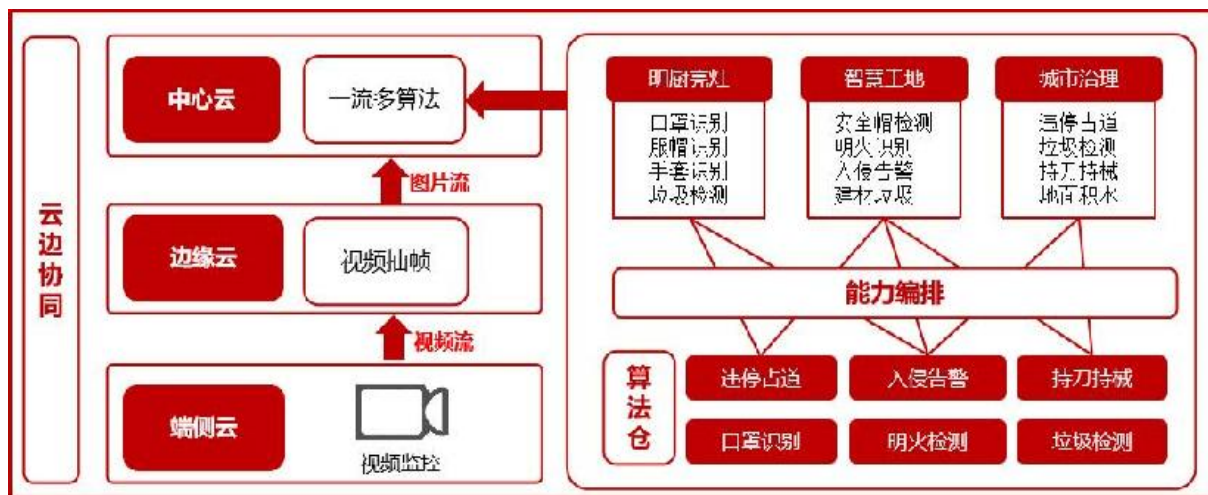 云边协同
中心云
一流多算法
图片流
边缘云
视频抽帧
视频流
端侧云
视频监控
明厨亮灶
口罩识别
服帽识别
手套识别
垃圾检测
智慧工地
安全帽检测
明火识别
入侵告警
建材垃圾
城市治理
违停占道
垃圾检测
持刀持械
地面积水
能力编排
算法仓
违停占道
入侵告警
持刀持械
口罩识别
明火检测
垃圾检测